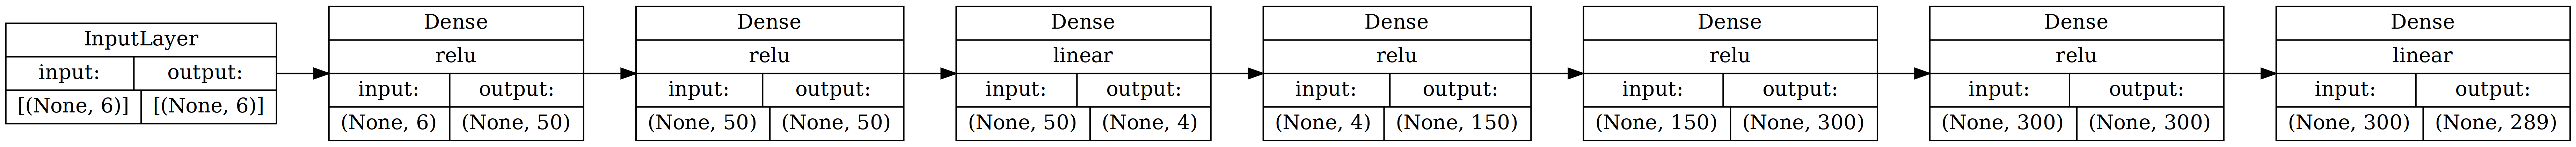 InputLayer
input: output:
[(None, 6)] [(None, 6)]
Dense
relu
input: output:
(None, 6) (None, 50)
Dense
relu
input: output:
(None, 50) (None, 50)
Dense
linear
input: output:
(None, 50) (None, 4)
Dense
relu
input: output:
(None, 4) (None, 150)
Dense
relu
input: output:
(None, 150) (None, 300)
Dense
relu
input: output:
(None, 300) (None, 300)
Dense
linear
input: output:
(None, 300) (None, 289)